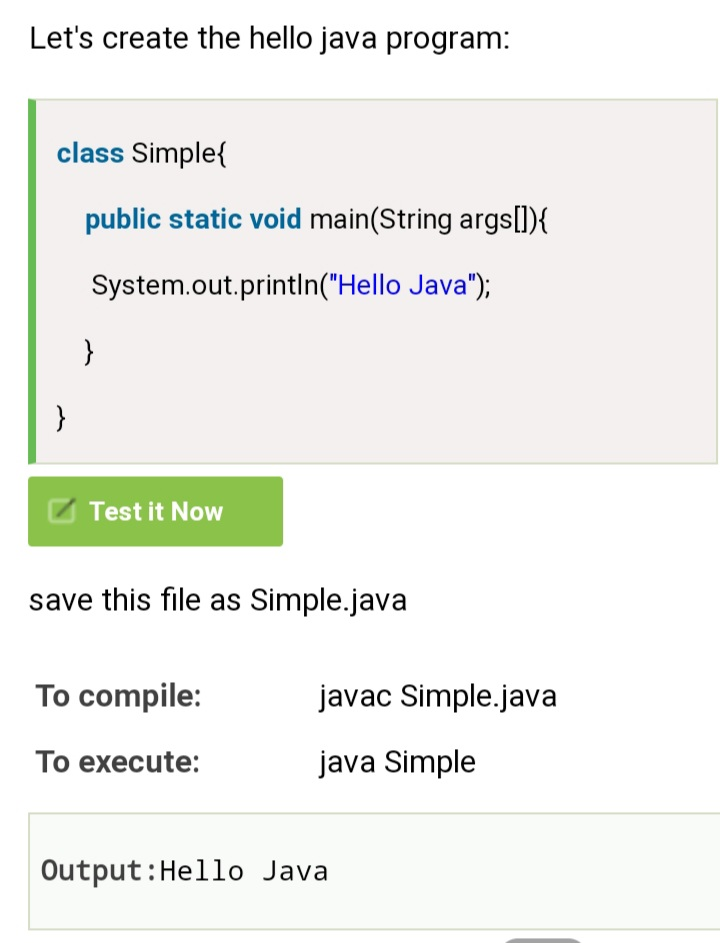 Let's create the hello java program:
class Simple{
public static void main(String args[]){
System.out.println("Hello Java");
}
}
Test it Now
save this file as Simple.java
To compile: javac Simple.java
To execute: java Simple
Output:Hello Java